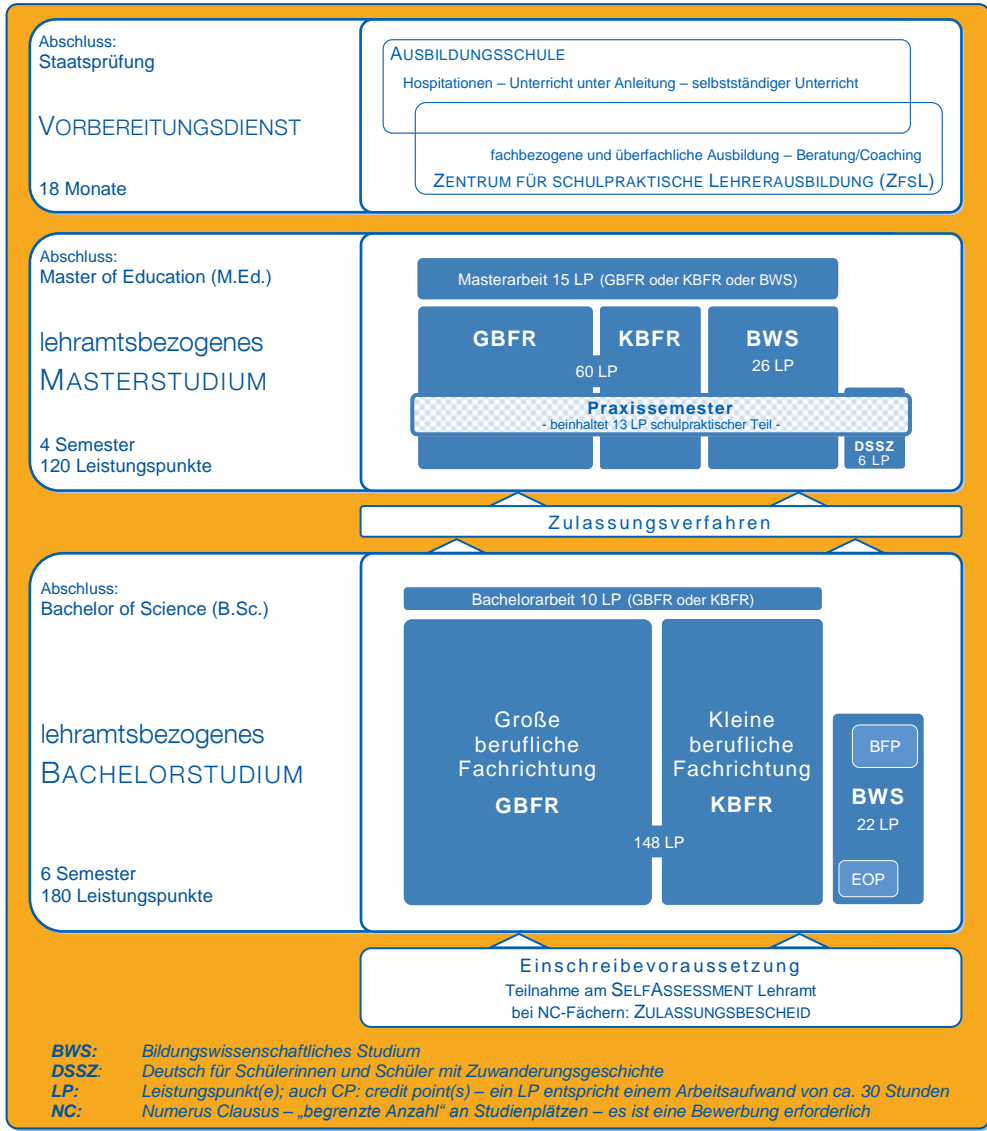 Abschluss:
Staatsprüfung
VORBEREITUNGSDIENST
18 Monate
AUSBILDUNGSSCHULE
Hospitationen – Unterricht unter Anleitung – selbstständiger Unterricht
fachbezogene und überfachliche Ausbildung – Beratung/Coaching
ZENTRUM FÜR SCHULPRAKTISCHE LEHRERAUSBILDUNG (ZFSL)
Abschluss:
Master of Education (M.Ed.)
lehramtsbezogenes
MASTERSTUDIUM
4 Semester
120 Leistungspunkte
Masterarbeit 15 LP (GBFR oder KBFR oder BWS)
GBFR
KBFR
BWS
60 LP
26 LP
Praxissemester
- beinhaltet 13 LP schulpraktischer Teil -
DSSZ
6 LP
Zulassungsverfahren
Abschluss:
Bachelor of Science (B.Sc.)
lehramtsbezogenes
BACHELORSTUDIUM
6 Semester
180 Leistungspunkte
Bachelorarbeit 10 LP (GBFR oder KBFR)
Große
berufliche
Fachrichtung
GBFR
Kleine
berufliche
Fachrichtung
KBFR
148 LP
BFP
BWS
22 LP
EOP
Einschreibevoraussetzung
Teilnahme am SELFASSESSMENT Lehramt
bei NC-Fächern: ZULASSUNGSBESCHEID
BWS: Bildungswissenschaftliches Studium
DSSZ: Deutsch für Schülerinnen und Schüler mit Zuwanderungsgeschichte
LP: Leistungspunkt(e); auch CP: credit point(s) – ein LP entspricht einem Arbeitsaufwand von ca. 30 Stunden
NC: Numerus Clausus – „begrenzte Anzahl“ an Studienplätzen – es ist eine Bewerbung erforderlich